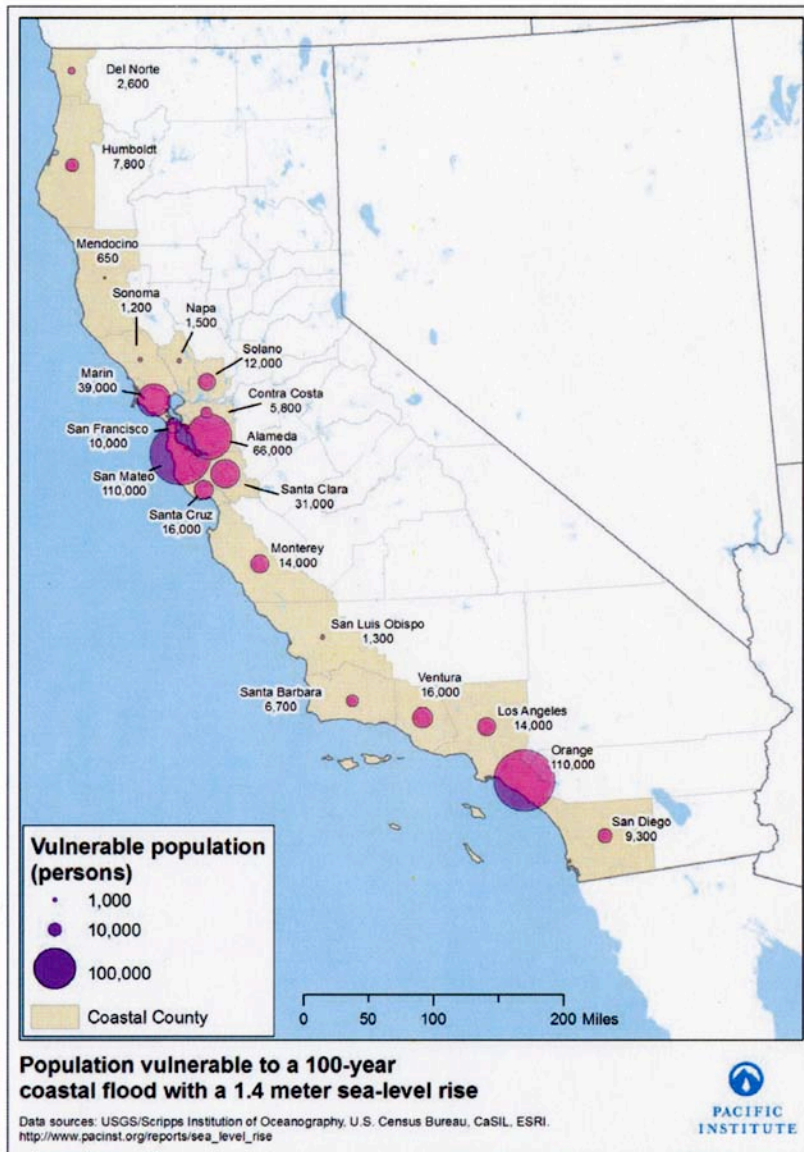 Del Norte
2,600
Humboldt
7,800
Mendocino
650
Sonoma
1,200
Napa
1,500
Solano
12,000
Marin
39,000
Contra Costa
5,800
San Francisco
10,000
Alameda
66,000
San Mateo
110,000
Santa Clara
31,000
Santa Cruz
16,000
Monterey
14,000
San Luis Obispo
1,300
Santa Barbara
6,700
Ventura
16,000
Los Angeles
14,000
Orange
110,000
San Diego
9,300
Vulnerable population
(persons)
1,000
10,000
100,000
Coastal County
0 50 100 200 Miles
Population vulnerable to a 100-year
coastal flood with a 1.4 meter sea-level rise
Data sources: USGS/Scripps Institution of Oceanography, U.S. Census Bureau, CaSIL, ESRI.
http://www.pacinst.org/reports/sea_level_rise
PACIFIC
INSTITUTE